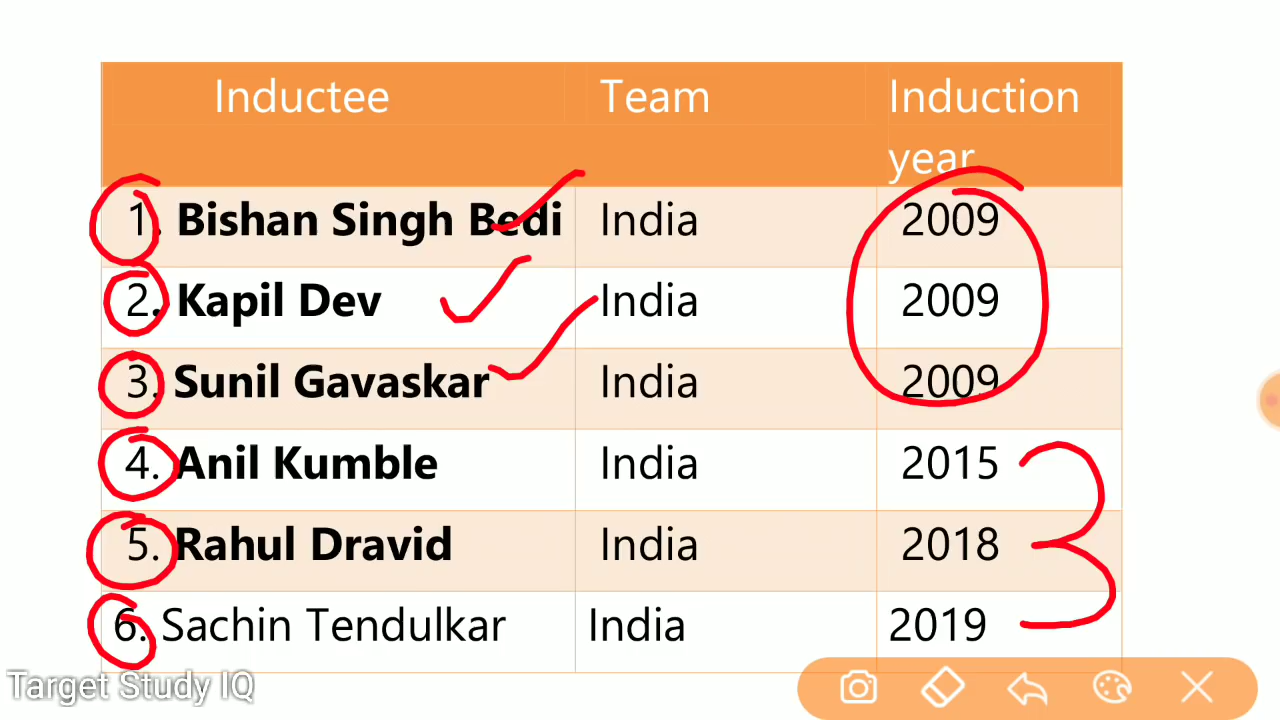 Inductee Team Induction year
1. Bishan Singh Bedi India 2009
2. Kapil Dev India 2009
3. Sunil Gavaskar India 2009
4. Anil Kumble India 2015
5. Rahul Dravid India 2018
6. Sachin Tendulkar India 2019
Target Study IQ